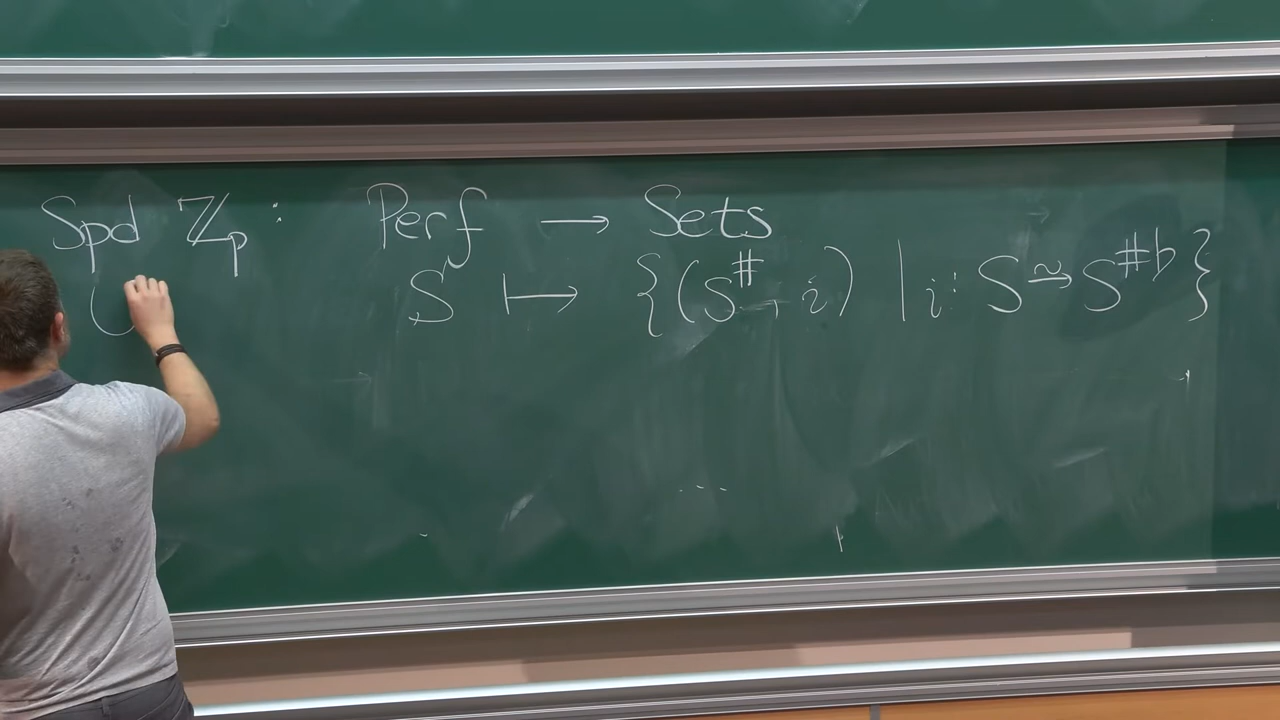 Spd ℤ_p : Perf → Sets
S ↦ {(S^#, i) | i: S ⥲ S^{#♭}}